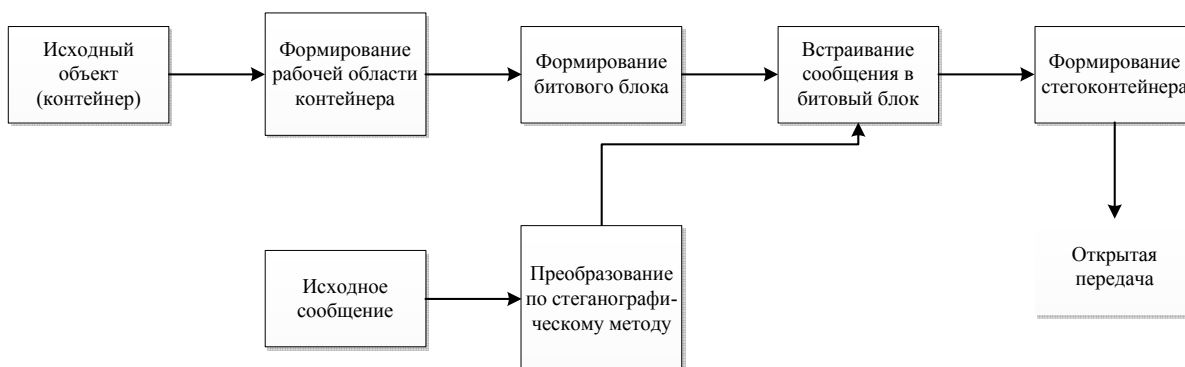 Исходный
объект
(контейнер)
Формирование
рабочей области
контейнера
Формирование
битового блока
Встраивание
сообщения в
битовый блок
Формирование
стегоконтейнера
Исходное
сообщение
Преобразование
по стеганографи-
ческому методу
Открытая
передача